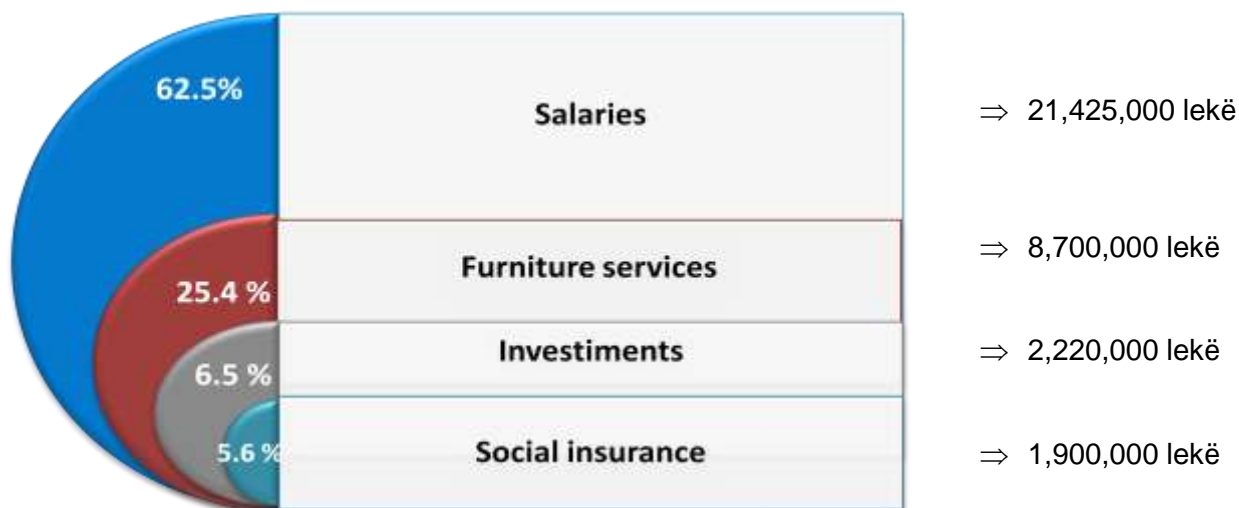 62.5% Salaries ⇒ 21,425,000 lekë
25.4 % Furniture services ⇒ 8,700,000 lekë
6.5 % Investiments ⇒ 2,220,000 lekë
5.6 % Social insurance ⇒ 1,900,000 lekë